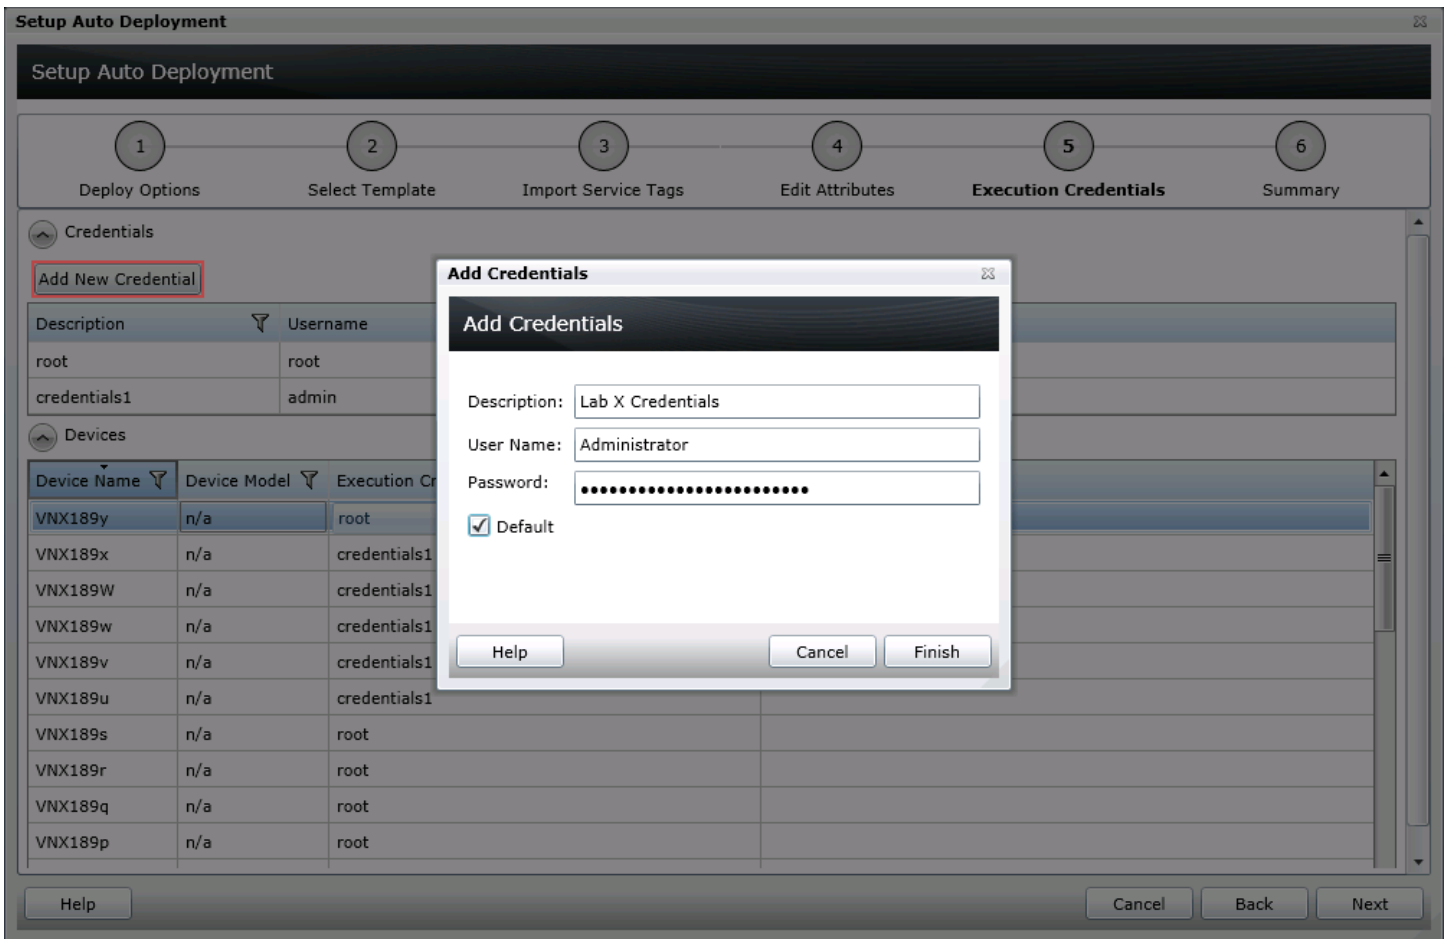 Setup Auto Deployment
Setup Auto Deployment
1 2 3 4 5 6
Deploy Options Select Template Import Service Tags Edit Attributes Execution Credentials Summary
Credentials
Add New Credential
Description Username
root root
credentials1 admin
Add Credentials
Add Credentials
Description: Lab X Credentials
User Name: Administrator
Password: ••••••••••••••••••••••••
Default
Help Cancel Finish
Devices
Device Name Device Model Execution Cr
VNX189y n/a root
VNX189x n/a credentials1
VNX189W n/a credentials1
VNX189w n/a credentials1
VNX189v n/a credentials1
VNX189u n/a credentials1
VNX189s n/a root
VNX189r n/a root
VNX189q n/a root
VNX189p n/a root
Help Cancel Back Next